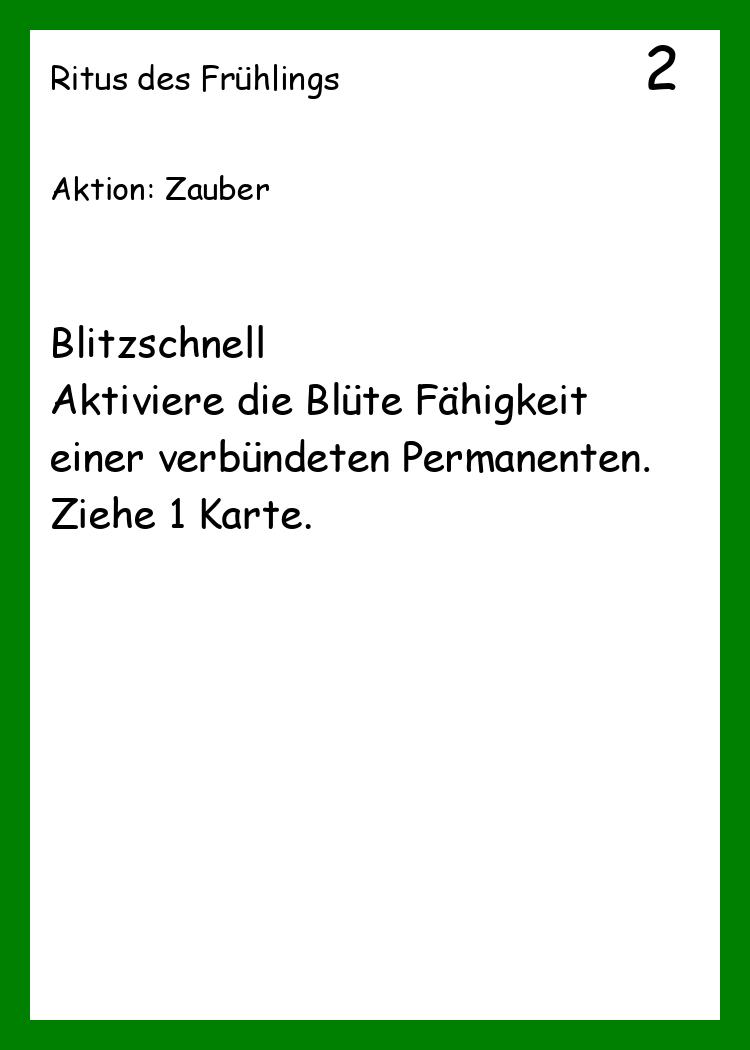 Ritus des Frühlings
2
Aktion: Zauber
Blitzschnell
Aktiviere die Blüte Fähigkeit
einer verbündeten Permanenten.
Ziehe 1 Karte.